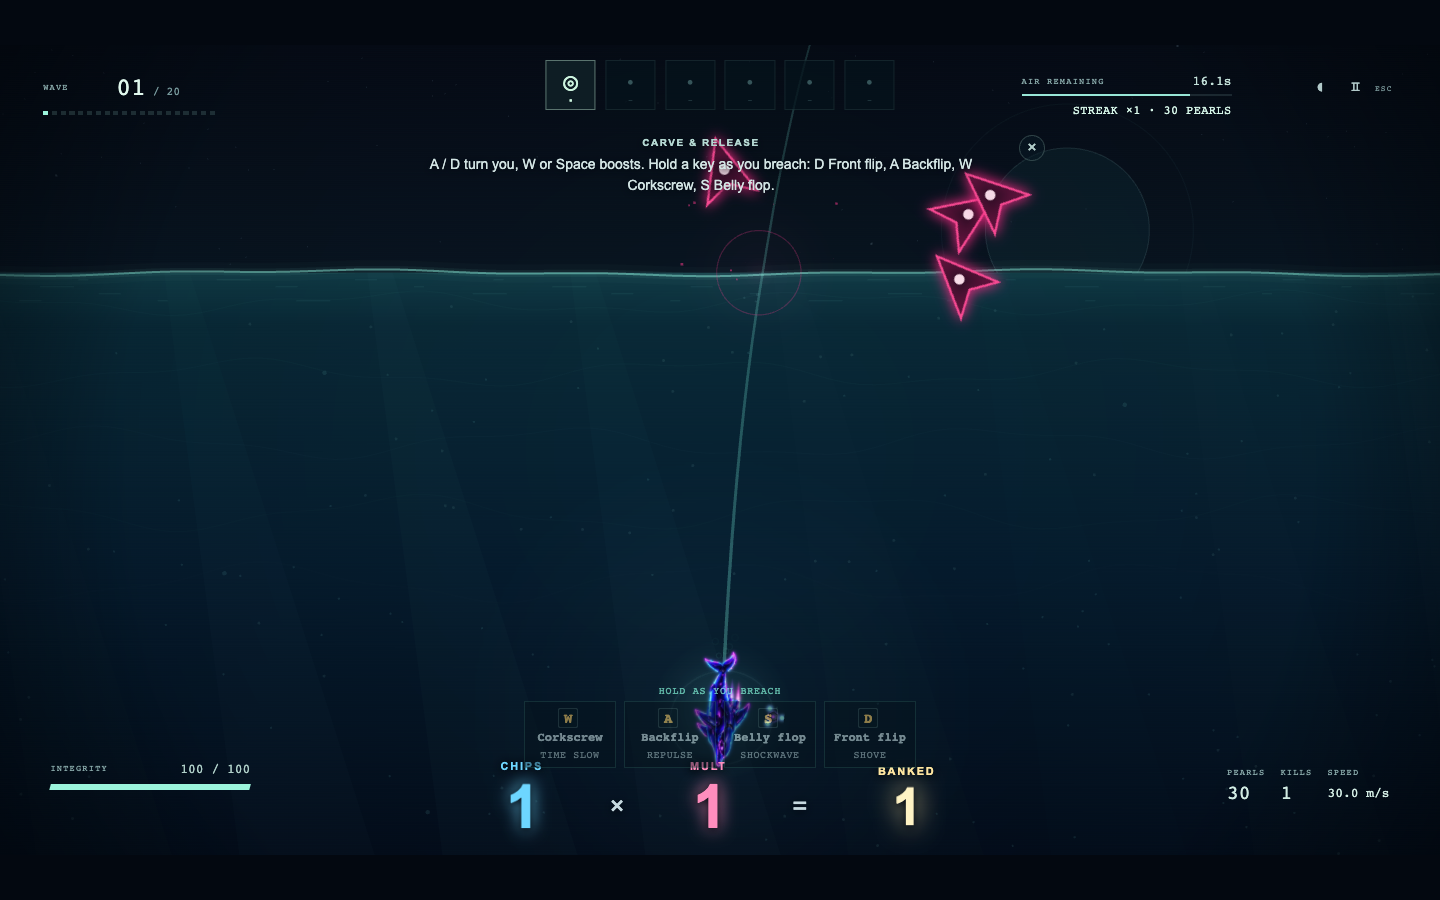 WAVE 01 / 20
AIR REMAINING 16.1s
STREAK ×1 · 30 PEARLS
II ESC
CARVE & RELEASE
A / D turn you, W or Space boosts. Hold a key as you breach: D Front flip, A Backflip, W
Corkscrew, S Belly flop.
×
HOLD AS YOU BREACH
W A S D
Corkscrew Backflip Belly flop Front flip
TIME SLOW REPULSE SHOCKWAVE SHOVE
INTEGRITY 100 / 100
CHIPS MULT BANKED
1 × 1 = 1
PEARLS KILLS SPEED
30 1 30.0 m/s